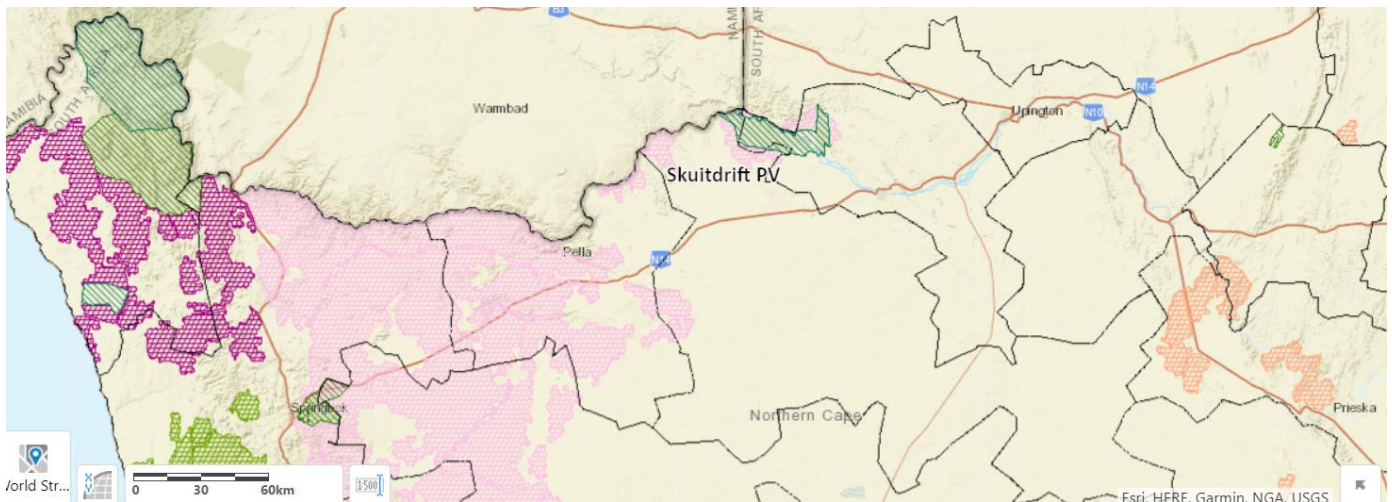 B3
NAMIBIA
SOUTH AF
NAMIBIA
SOUTH AFRICA
Warmbad
N14
Upington
N10
Skuitdrift PV
Pella
N14
Springbok
Northern Cape
Prieska
World Str...
X Y
0 30 60km
1:500
Esri, HERE, Garmin, NGA, USGS